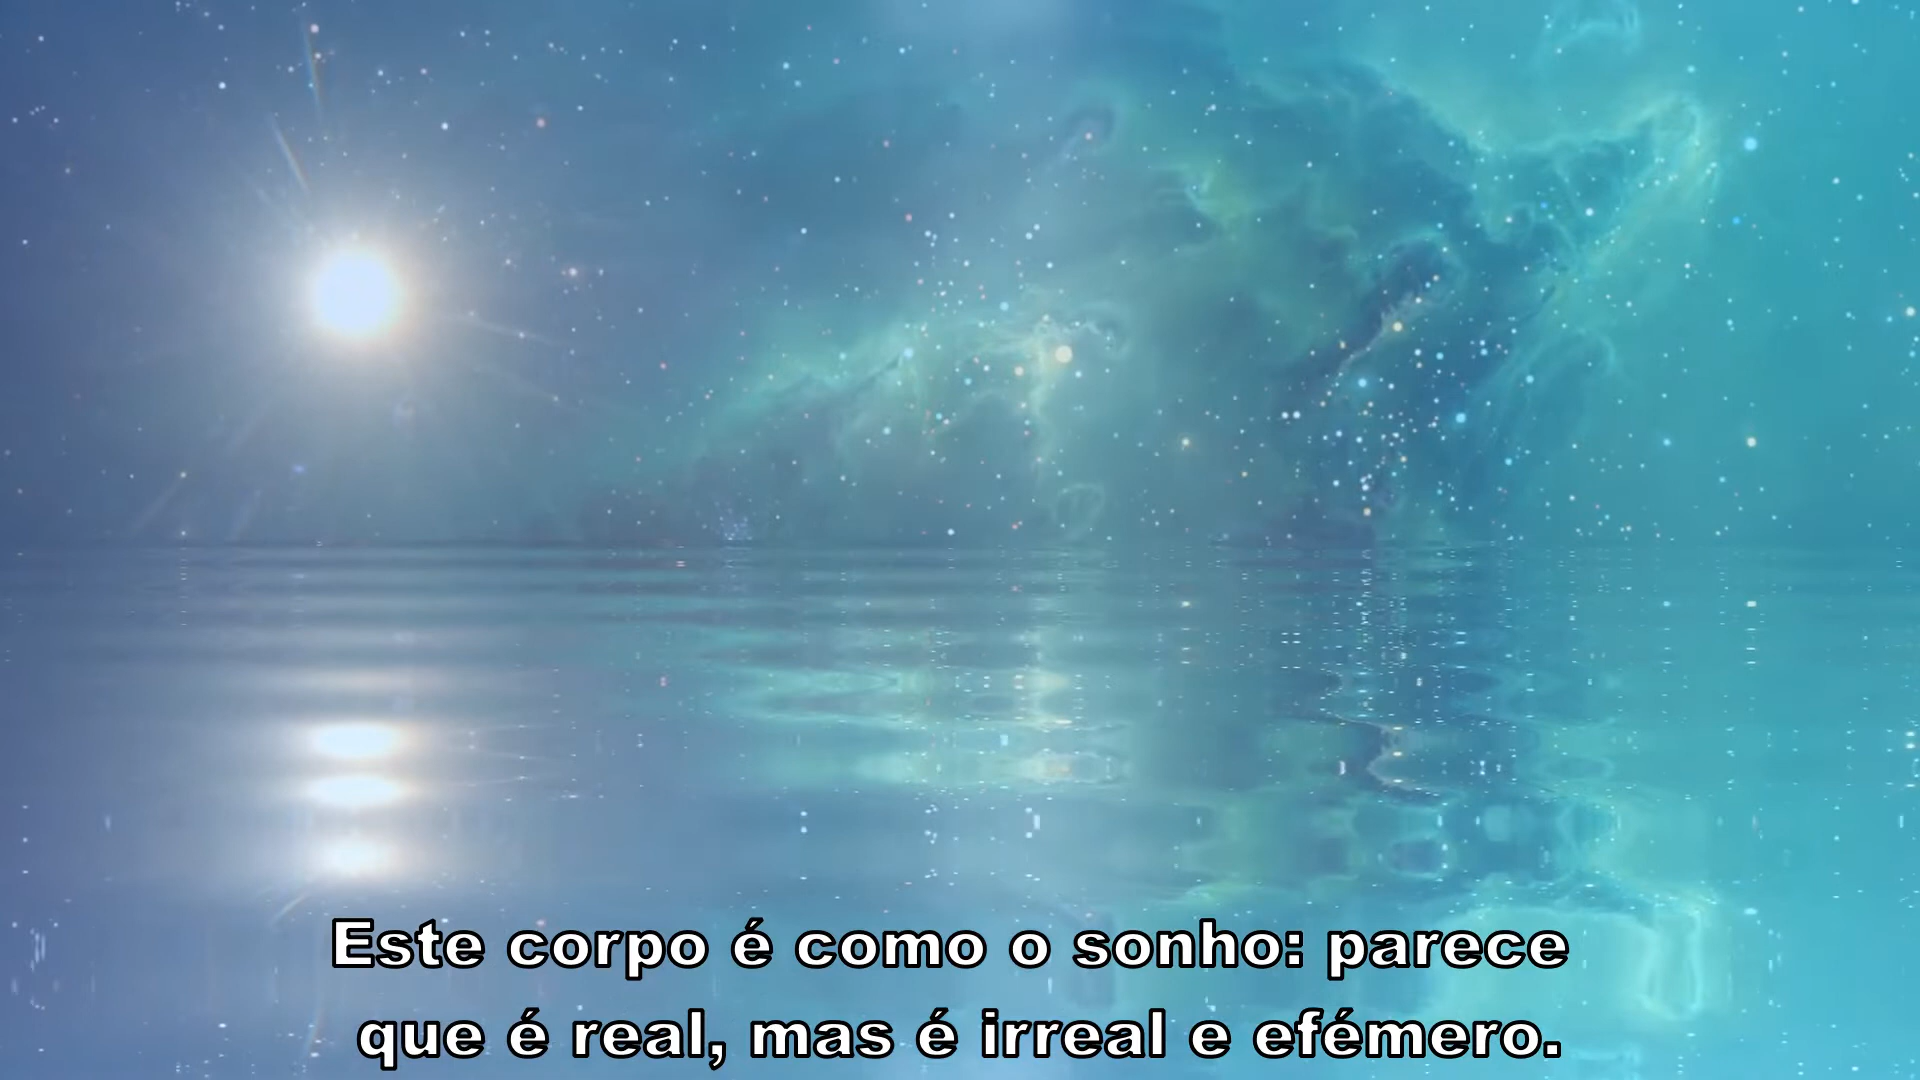 Este corpo é como o sonho: parece
que é real, mas é irreal e efémero.